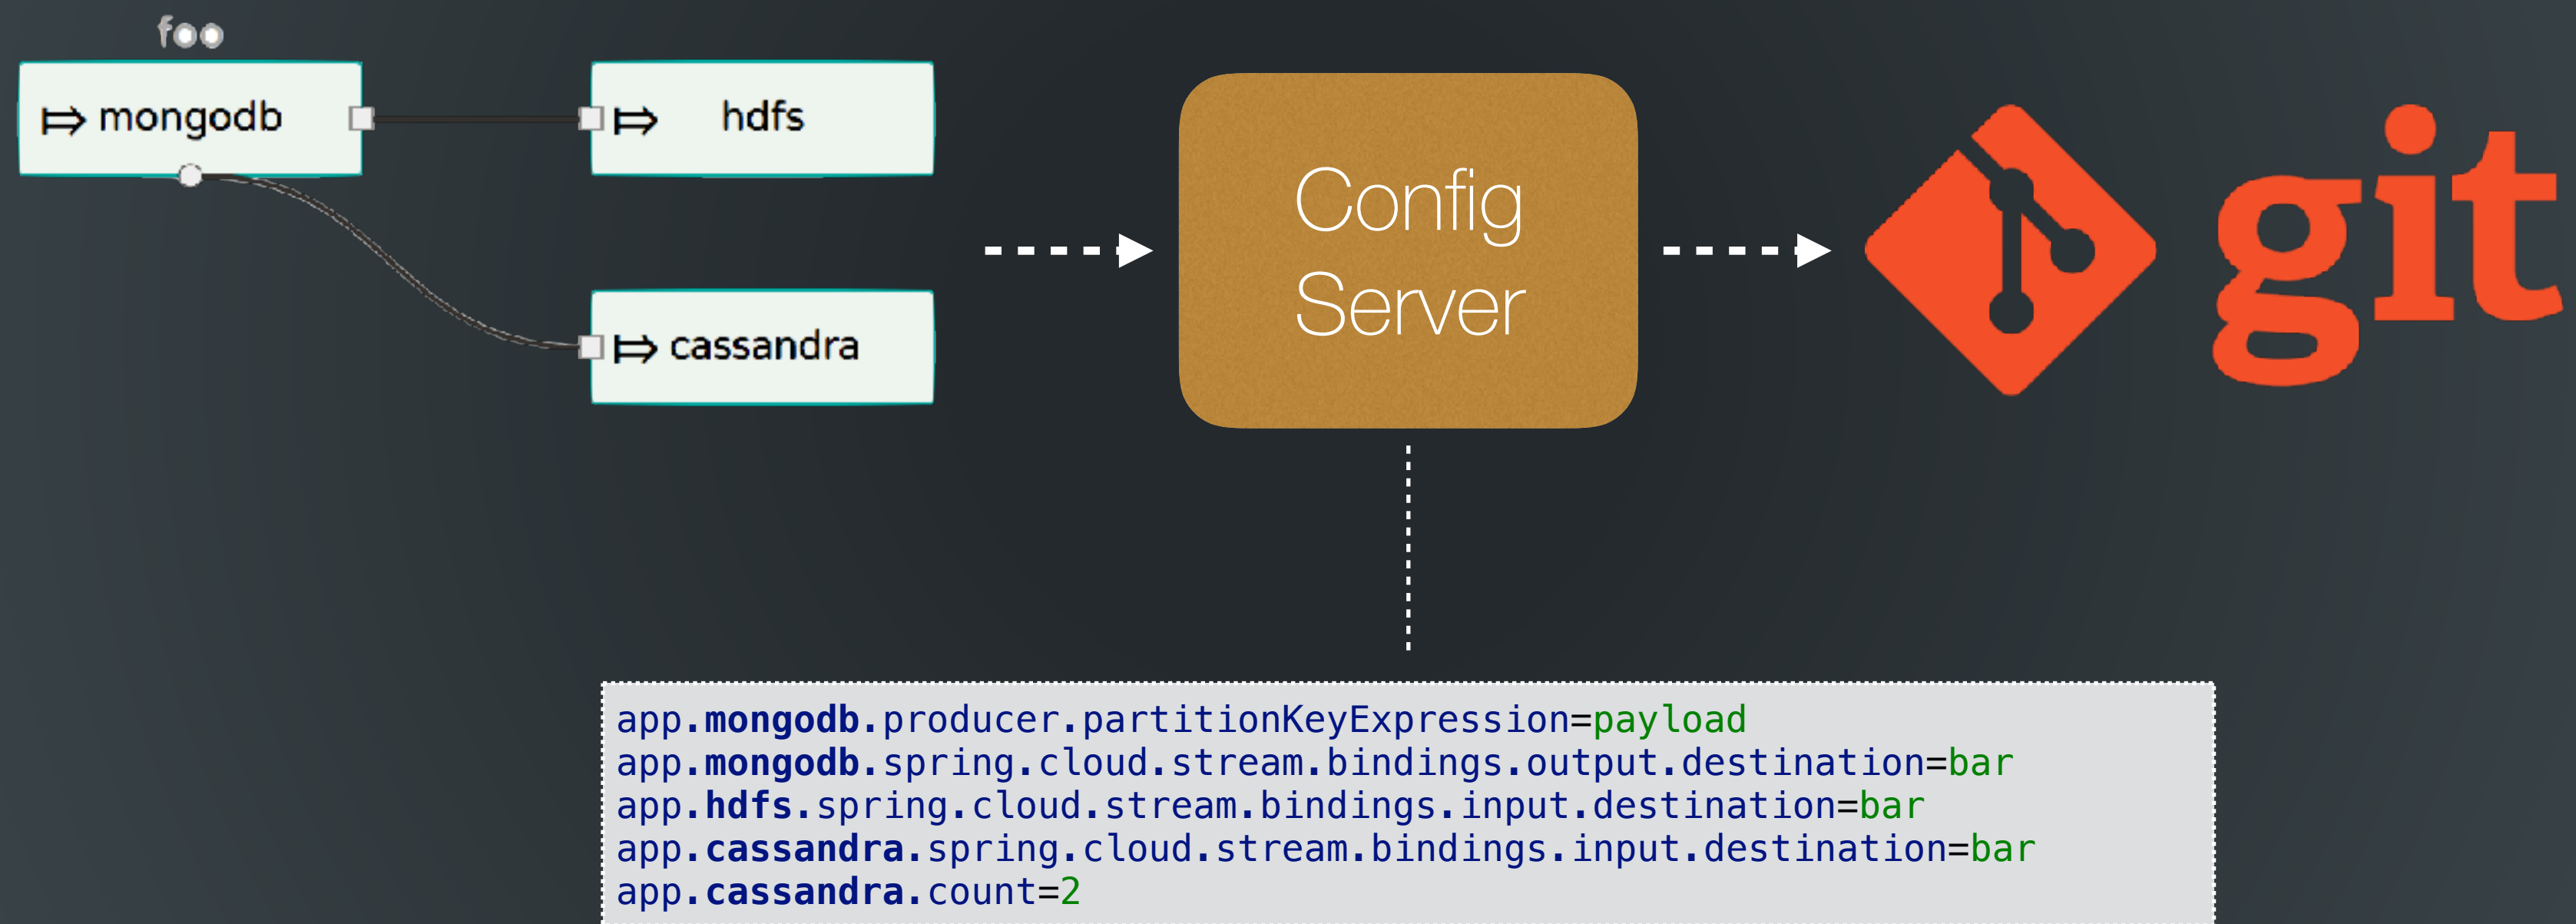 foo
mongodb
hdfs
cassandra
Config
Server
git
app.mongodb.producer.partitionKeyExpression=payload
app.mongodb.spring.cloud.stream.bindings.output.destination=bar
app.hdfs.spring.cloud.stream.bindings.input.destination=bar
app.cassandra.spring.cloud.stream.bindings.input.destination=bar
app.cassandra.count=2